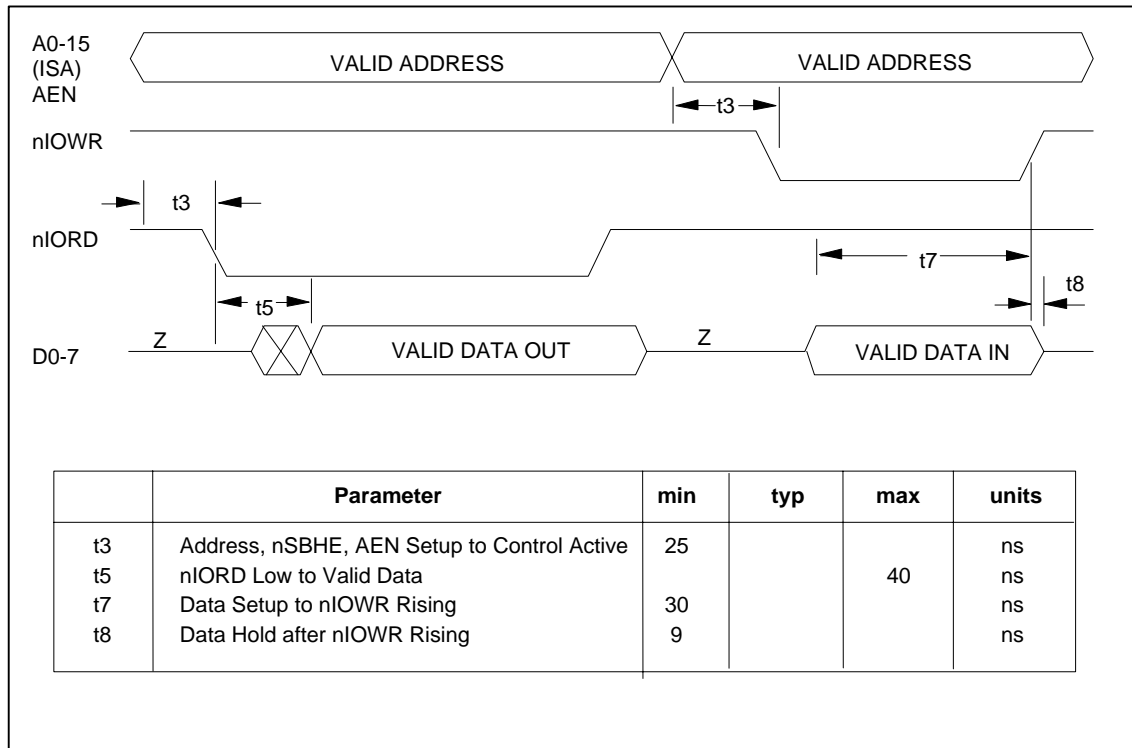 A0-15
(ISA)
AEN
VALID ADDRESS
VALID ADDRESS
t3
nIOWR
t3
nIORD
t7
t8
t5
Z
Z
D0-7
VALID DATA OUT
VALID DATA IN
Parameter min typ max units
t3 Address, nSBHE, AEN Setup to Control Active 25 ns
t5 nIORD Low to Valid Data 40 ns
t7 Data Setup to nIOWR Rising 30 ns
t8 Data Hold after nIOWR Rising 9 ns